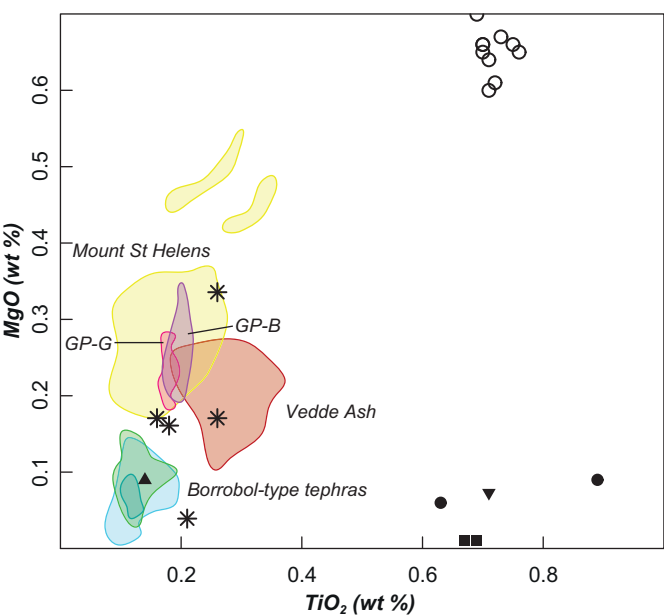 0.6
0.5
0.4
0.3
0.2
0.1
MgO (wt %)
Mount St Helens
GP-B
GP-G
Vedde Ash
Borrobol-type tephras
0.2 0.4 0.6 0.8
TiO₂ (wt %)